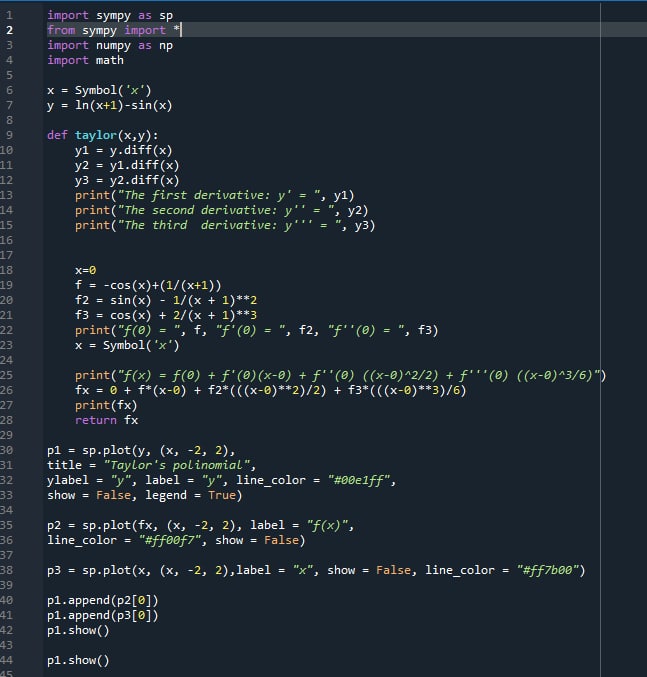 1 import sympy as sp
2 from sympy import *
3 import numpy as np
4 import math
5
6 x = Symbol('x')
7 y = ln(x+1)-sin(x)
8
9 def taylor(x,y):
10     y1 = y.diff(x)
11     y2 = y1.diff(x)
12     y3 = y2.diff(x)
13     print("The first derivative: y' = ", y1)
14     print("The second derivative: y'' = ", y2)
15     print("The third  derivative: y''' = ", y3)
16
17
18     x=0
19     f = -cos(x)+(1/(x+1))
20     f2 = sin(x) - 1/(x + 1)**2
21     f3 = cos(x) + 2/(x + 1)**3
22     print("f(0) = ", f, "f'(0) = ", f2, "f''(0) = ", f3)
23     x = Symbol('x')
24
25     print("f(x) = f(0) + f'(0)(x-0) + f''(0) ((x-0)^2/2) + f'''(0) ((x-0)^3/6)")
26     fx = 0 + f*(x-0) + f2*(((x-0)**2)/2) + f3*(((x-0)**3)/6)
27     print(fx)
28     return fx
29
30 p1 = sp.plot(y, (x, -2, 2),
31 title = "Taylor's polinomial",
32 ylabel = "y", label = "y", line_color = "#00e1ff",
33 show = False, legend = True)
34
35 p2 = sp.plot(fx, (x, -2, 2), label = "f(x)",
36 line_color = "#ff00f7", show = False)
37
38 p3 = sp.plot(x, (x, -2, 2),label = "x", show = False, line_color = "#ff7b00")
39
40 p1.append(p2[0])
41 p1.append(p3[0])
42 p1.show()
43
44 p1.show()
45